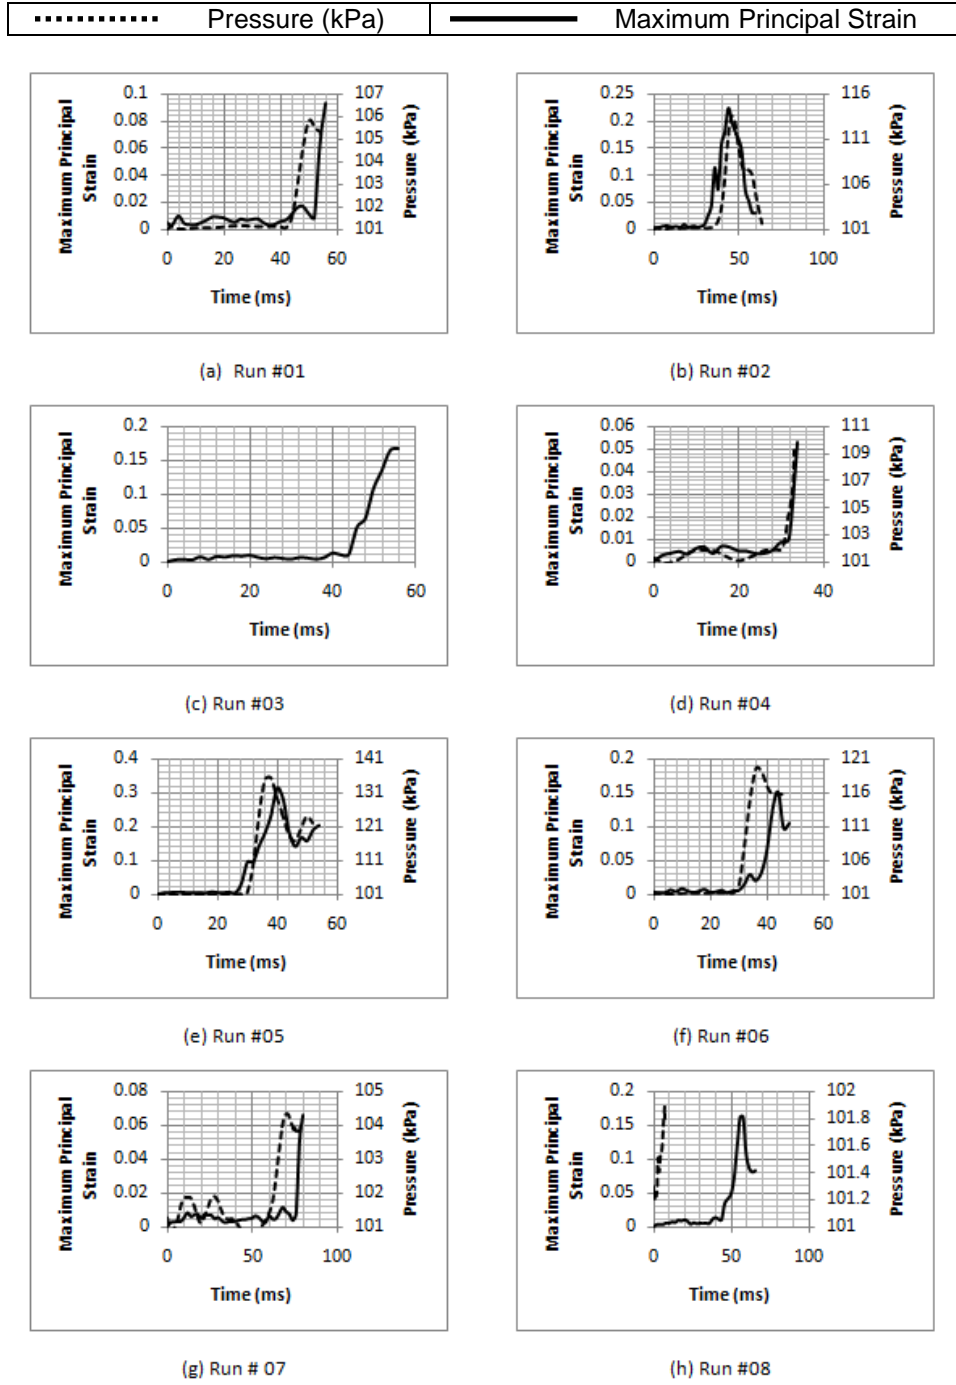 Pressure (kPa) Maximum Principal Strain
0.1 107
0.08 106
105
0.06 104
0.04 103
0.02 102
0 101
0 20 40 60
Maximum Principal
Strain
Pressure (kPa)
Time (ms)
(a) Run #01
0.25 116
0.2 111
0.15
0.1 106
0.05
0 101
0 50 100
Maximum Principal
Strain
Pressure (kPa)
Time (ms)
(b) Run #02
0.2
0.15
0.1
0.05
0
0 20 40 60
Maximum Principal
Strain
Time (ms)
(c) Run #03
0.06 111
0.05 109
0.04 107
0.03
0.02 105
0.01 103
0 101
0 20 40
Maximum Principal
Strain
Pressure (kPa)
Time (ms)
(d) Run #04
0.4 141
0.3 131
0.2 121
0.1 111
0 101
0 20 40 60
Maximum Principal
Strain
Pressure (kPa)
Time (ms)
(e) Run #05
0.2 121
0.15 116
0.1 111
0.05 106
0 101
0 20 40 60
Maximum Principal
Strain
Pressure (kPa)
Time (ms)
(f) Run #06
0.08 105
0.06 104
0.04 103
0.02 102
0 101
0 50 100
Maximum Principal
Strain
Pressure (kPa)
Time (ms)
(g) Run # 07
0.2 102
0.15 101.8
101.6
0.1 101.4
0.05 101.2
0 101
0 50 100
Maximum Principal
Strain
Pressure (kPa)
Time (ms)
(h) Run #08